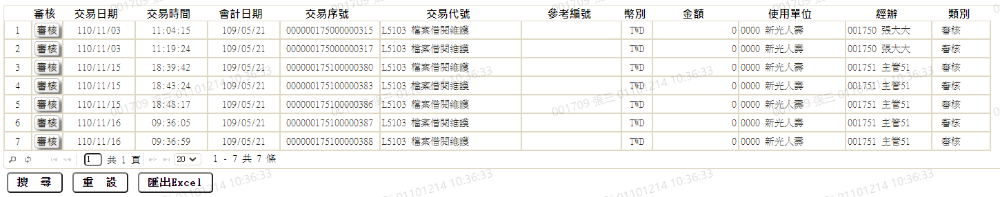 審核 交易日期 交易時間 會計日期 交易序號 交易代號 參考編號 幣別 金額 使用單位 經辦 類別
1 審核 110/11/03 11:04:15 109/05/21 000000175000000315 L5103 檔案借閱維護 TWD 0 0000 新光人壽 001750 張大大 審核
2 審核 110/11/03 11:19:24 109/05/21 000000175000000317 L5103 檔案借閱維護 TWD 0 0000 新光人壽 001750 張大大 審核
3 審核 110/11/15 18:39:42 109/05/21 000000175100000380 L5103 檔案借閱維護 TWD 0 0000 新光人壽 001751 主管51 審核
4 審核 110/11/15 18:43:24 109/05/21 000000175100000383 L5103 檔案借閱維護 TWD 0 0000 新光人壽 001751 主管51 審核
5 審核 110/11/15 18:48:17 109/05/21 000000175100000386 L5103 檔案借閱維護 TWD 0 0000 新光人壽 001751 主管51 審核
6 審核 110/11/16 09:36:05 109/05/21 000000175100000387 L5103 檔案借閱維護 TWD 0 0000 新光人壽 001751 主管51 審核
7 審核 110/11/16 09:36:59 109/05/21 000000175100000388 L5103 檔案借閱維護 TWD 0 0000 新光人壽 001751 主管51 審核
1 共 1 頁 20 1 - 7 共 7 條
搜 尋 重 設 匯出Excel
001709 張三 01101214 10:36:33